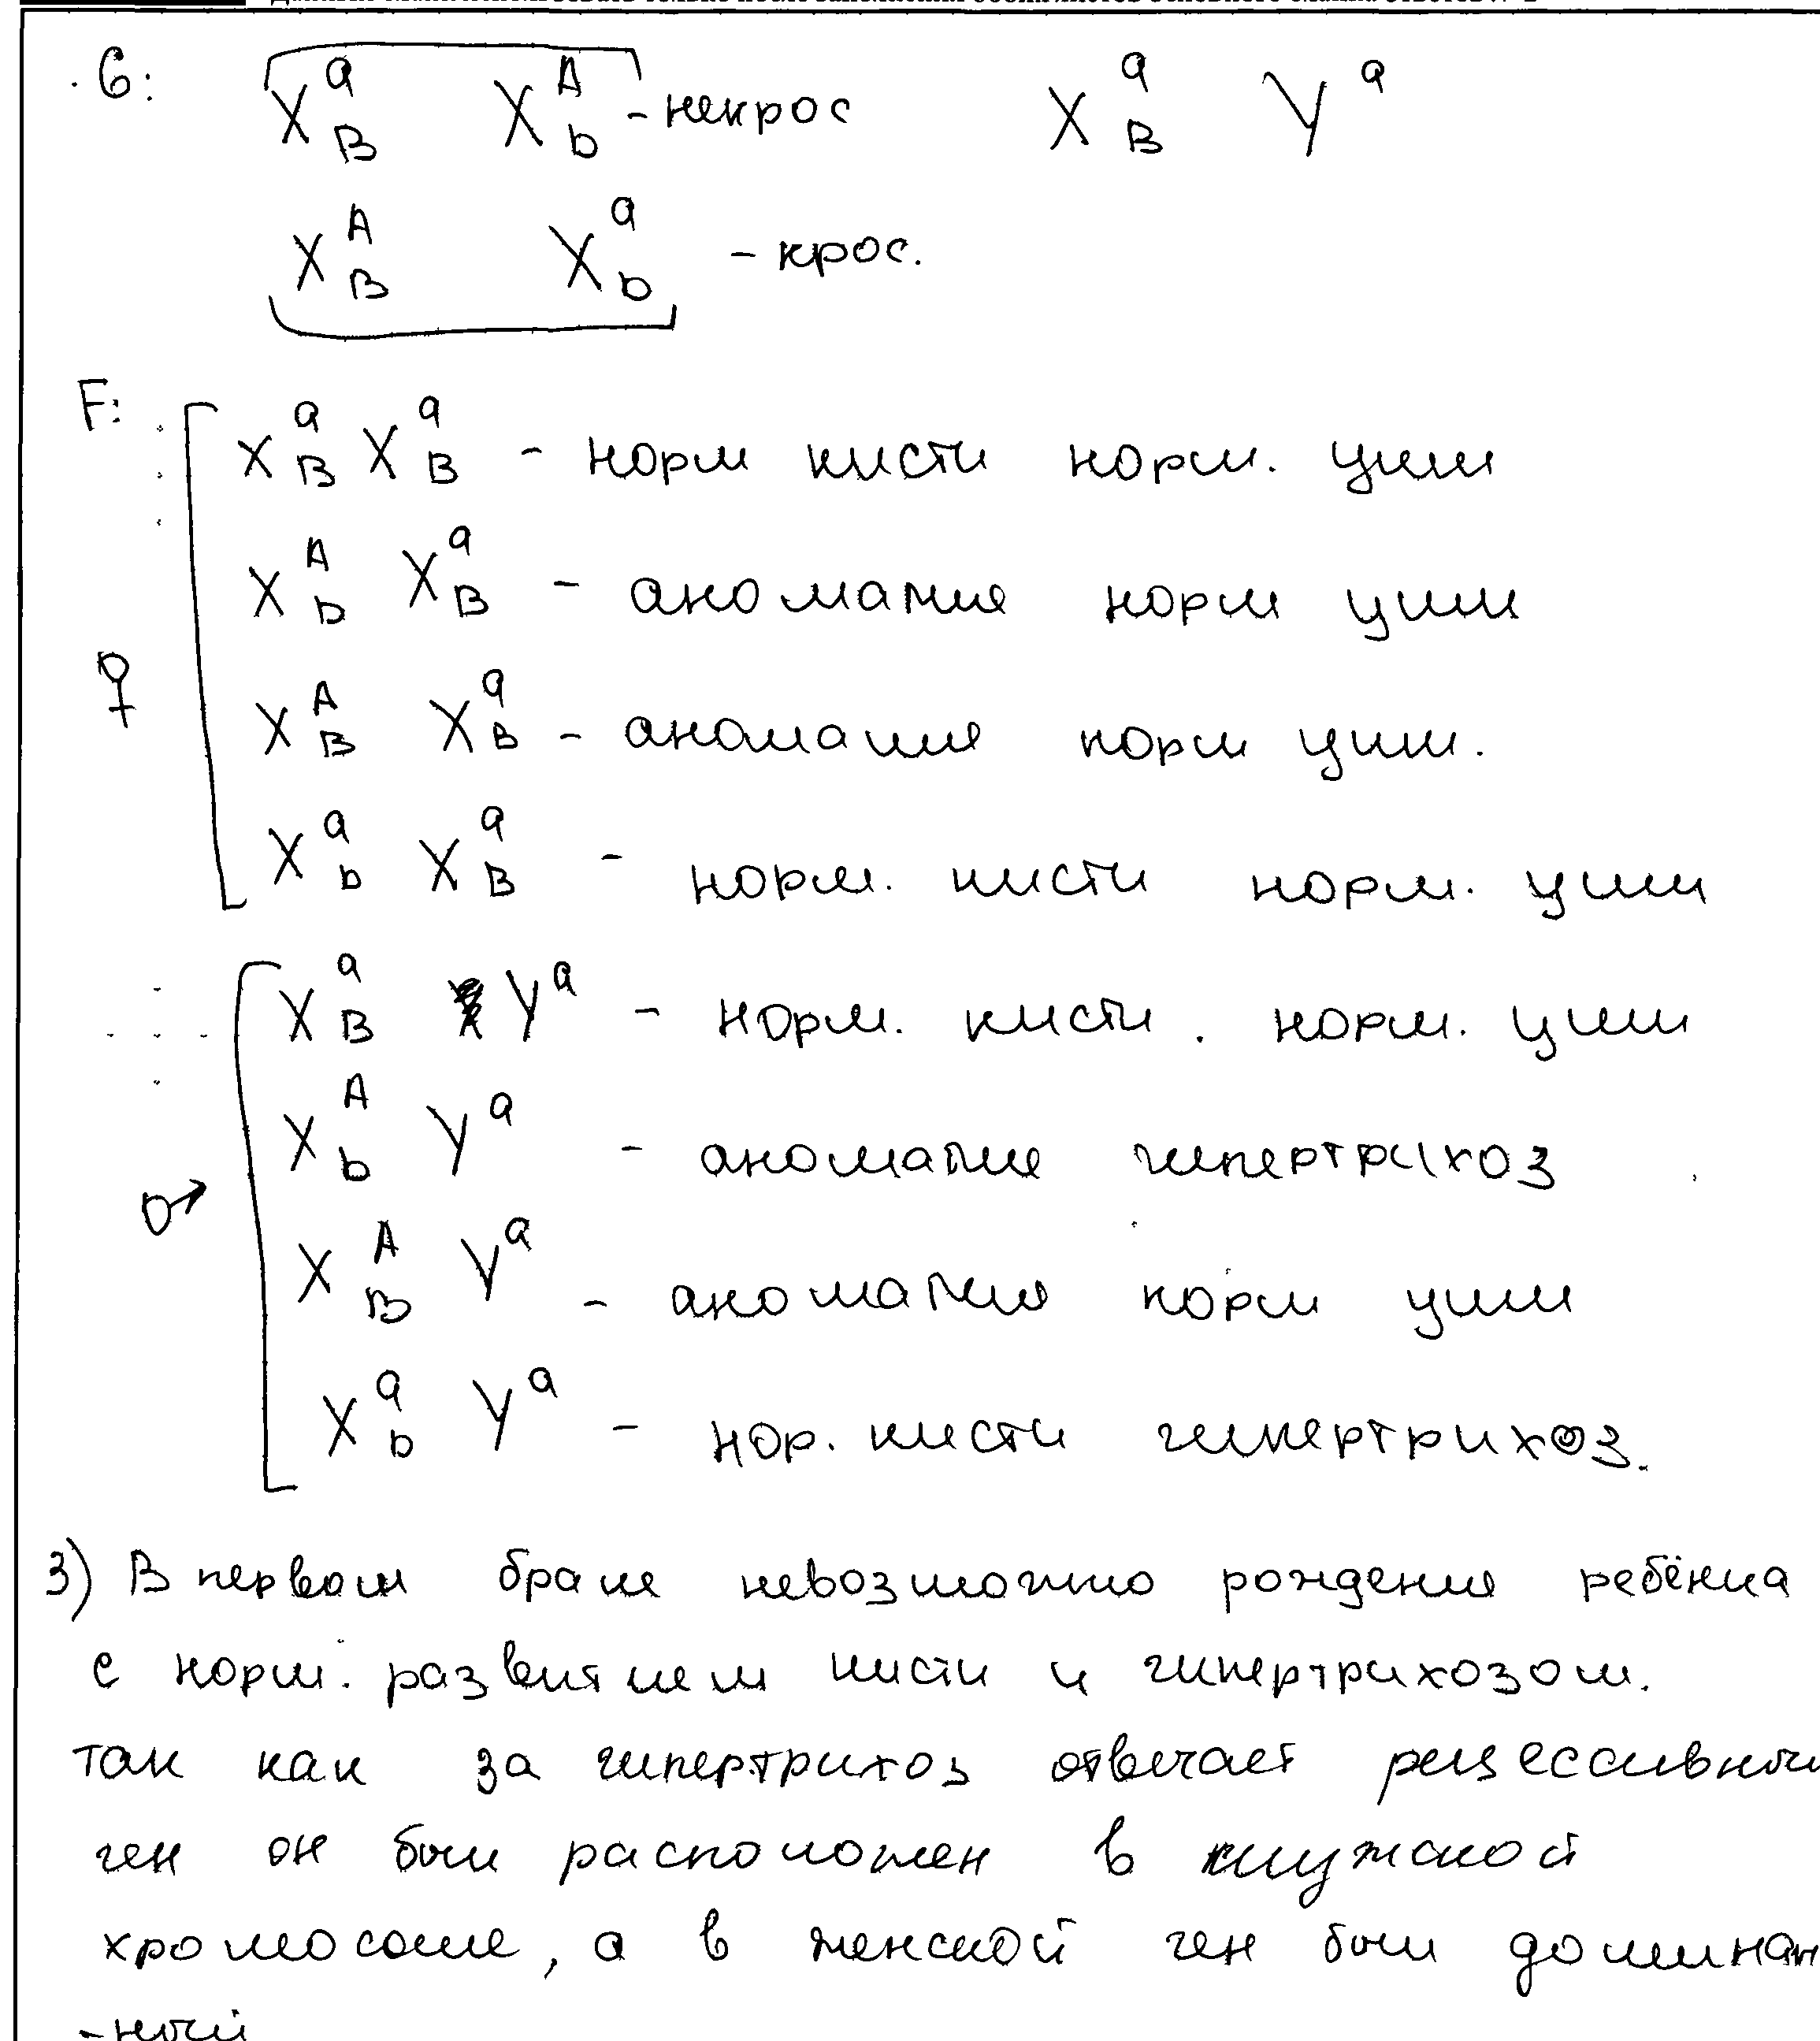 G: X^a_B X^A_b - некрос X^a_B Y^a
X^A_B X^a_b - крос.
F:
X^a_B X^a_B - норм кисти норм. уши
X^A_b X^a_B - аномалия норм уши
♀
X^A_B X^a_B - аномалия норм уши.
X^a_b X^a_B - норм. кисти норм. уши
X^a_B Y^a - норм. кисти. норм. уши
X^A_b Y^a - аномалия гипертрихоз
♂
X^A_B Y^a - аномалия норм уши
X^a_b Y^a - нор. кисти гипертрихоз.
3) В первом браке невозможно рождения ребёнка
с норм. развитием кисти и гипертрихозом.
так как за гипертрихоз отвечает рецессивный
ген он был расположен в мужской
хромосоме, а в женской ген был доминан
-ный